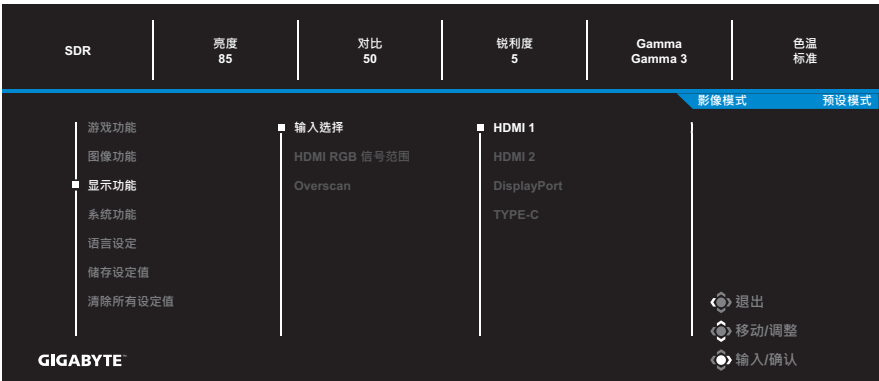 SDR
亮度
85
对比
50
锐利度
5
Gamma
Gamma 3
色温
标准
影像模式
预设模式
游戏功能
图像功能
显示功能
系统功能
语言设定
储存设定值
清除所有设定值
输入选择
HDMI RGB 信号范围
Overscan
HDMI 1
HDMI 2
DisplayPort
TYPE-C
退出
移动/调整
输入/确认
GIGABYTE™